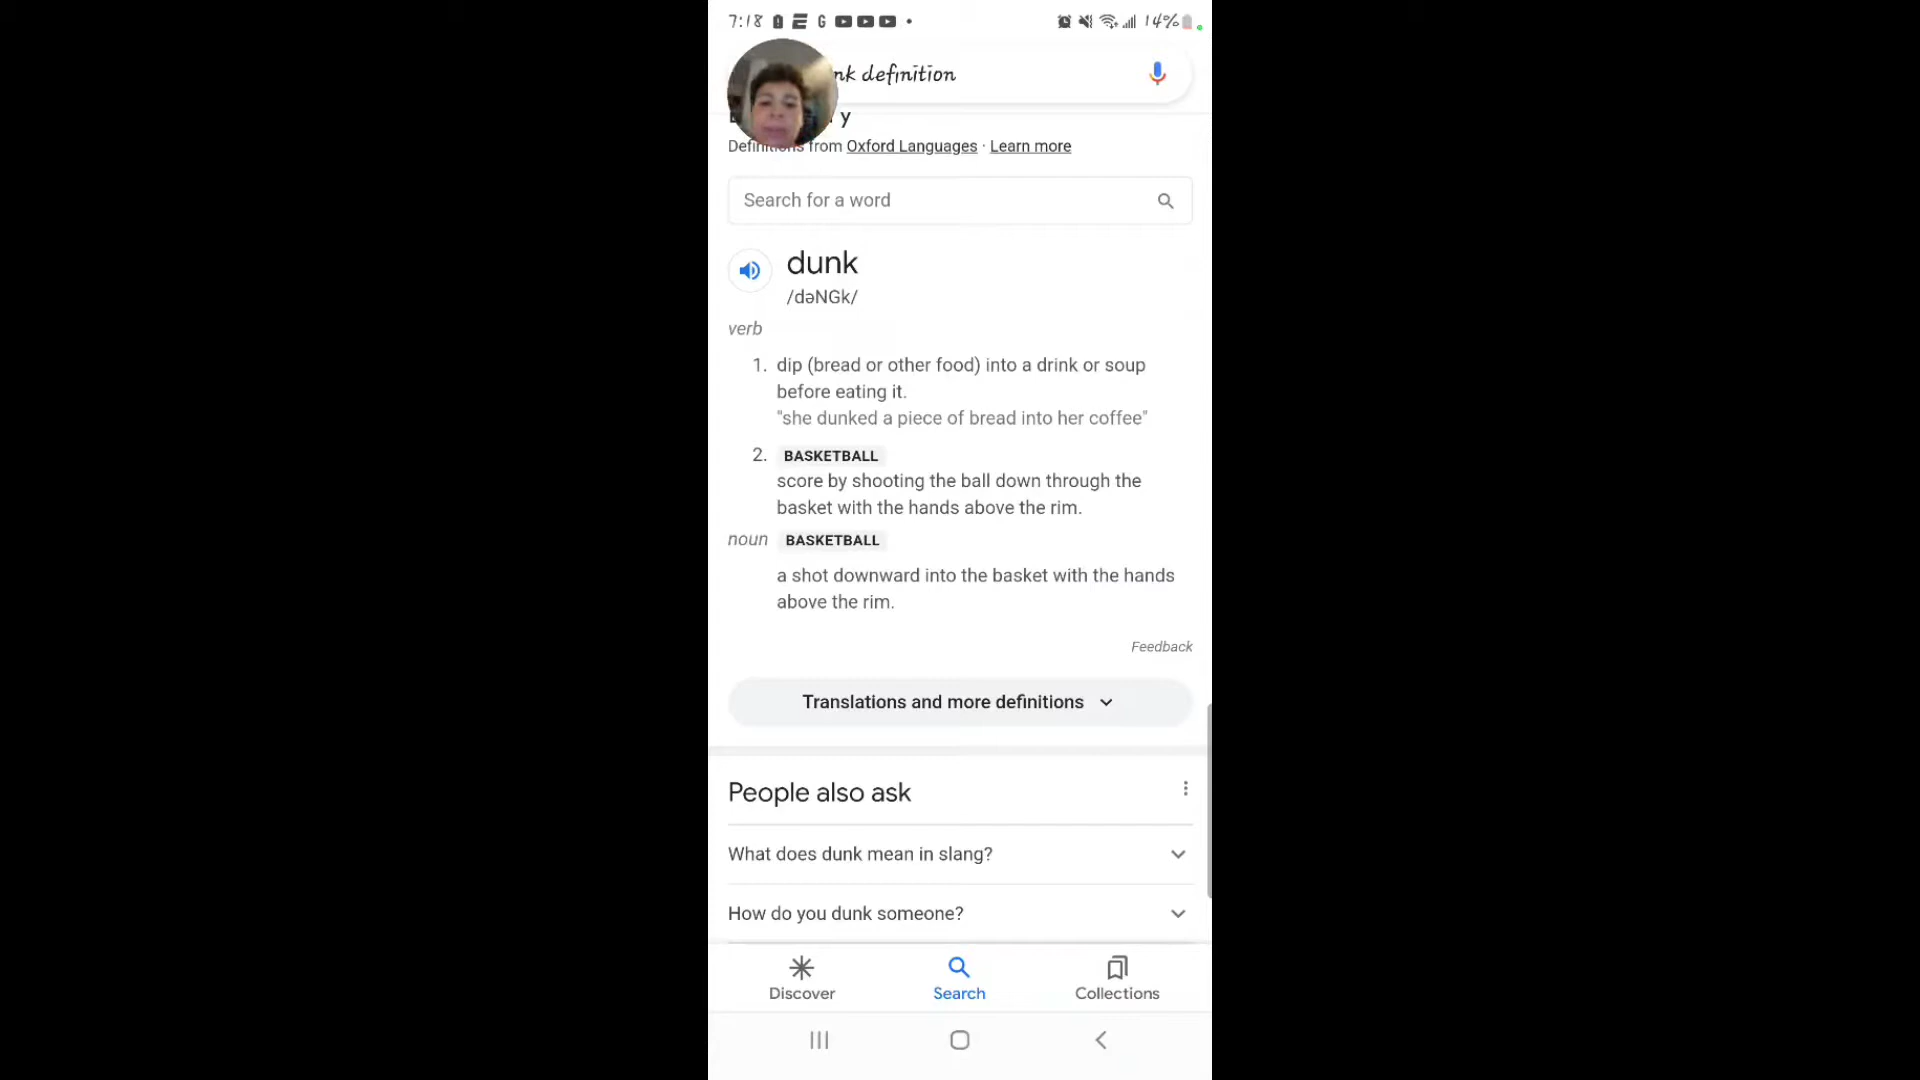 7:18 G 14%
nk definition
y
Definitions from Oxford Languages · Learn more
Search for a word
dunk
/dəNGk/
verb
1. dip (bread or other food) into a drink or soup
before eating it.
"she dunked a piece of bread into her coffee"
2. BASKETBALL
score by shooting the ball down through the
basket with the hands above the rim.
noun BASKETBALL
a shot downward into the basket with the hands
above the rim.
Feedback
Translations and more definitions
People also ask
What does dunk mean in slang?
How do you dunk someone?
Discover Search Collections